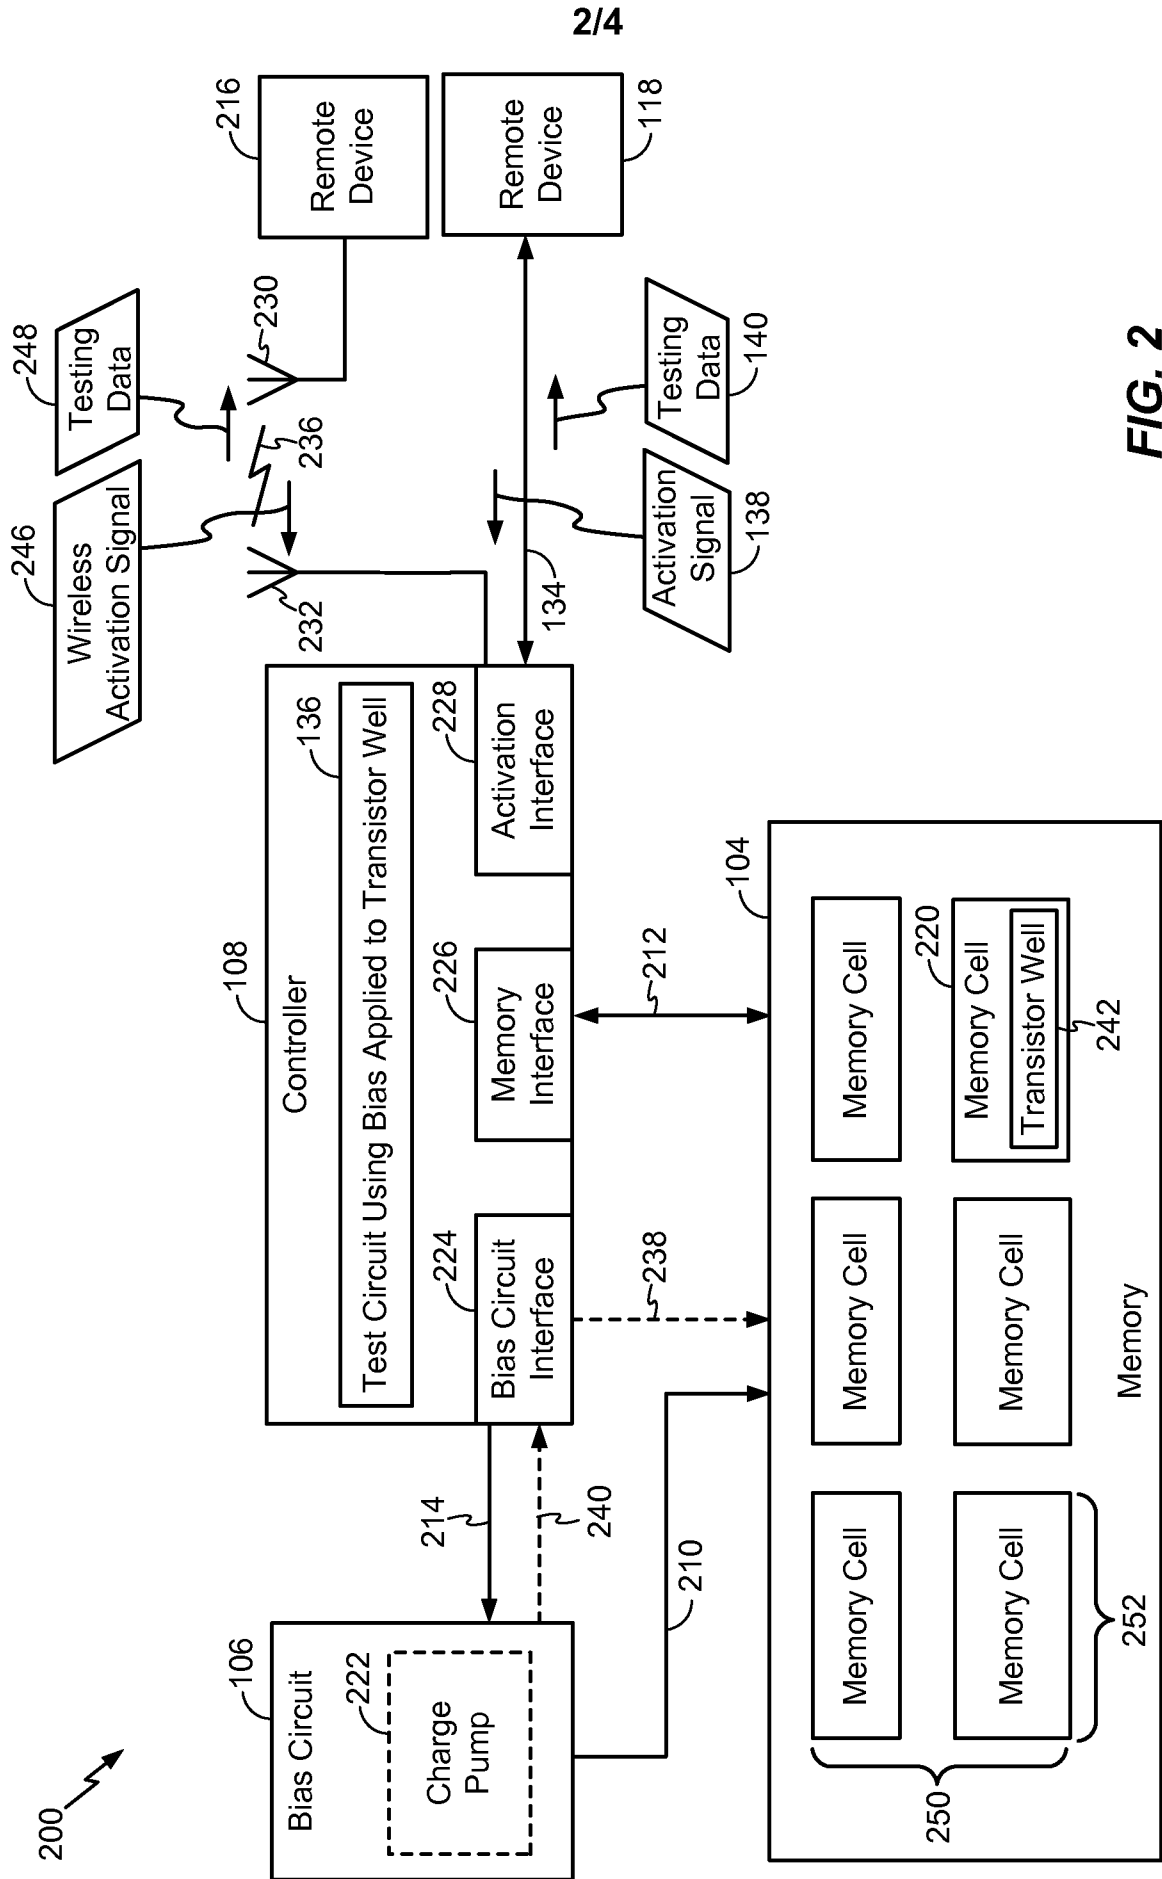 2/4
200
106
Bias Circuit
222
Charge
Pump
214
240
210
108
Controller
136
Test Circuit Using Bias Applied to Transistor Well
224
Bias Circuit
Interface
226
Memory
Interface
228
Activation
Interface
238
212
246
Wireless
Activation Signal
248
Testing
Data
232
236
230
216
Remote
Device
134
118
Remote
Device
138
Activation
Signal
140
Testing
Data
104
Memory Cell
Memory Cell
Memory Cell
Memory Cell
Memory Cell
220
Memory Cell
Transistor Well
242
250
252
Memory
FIG. 2